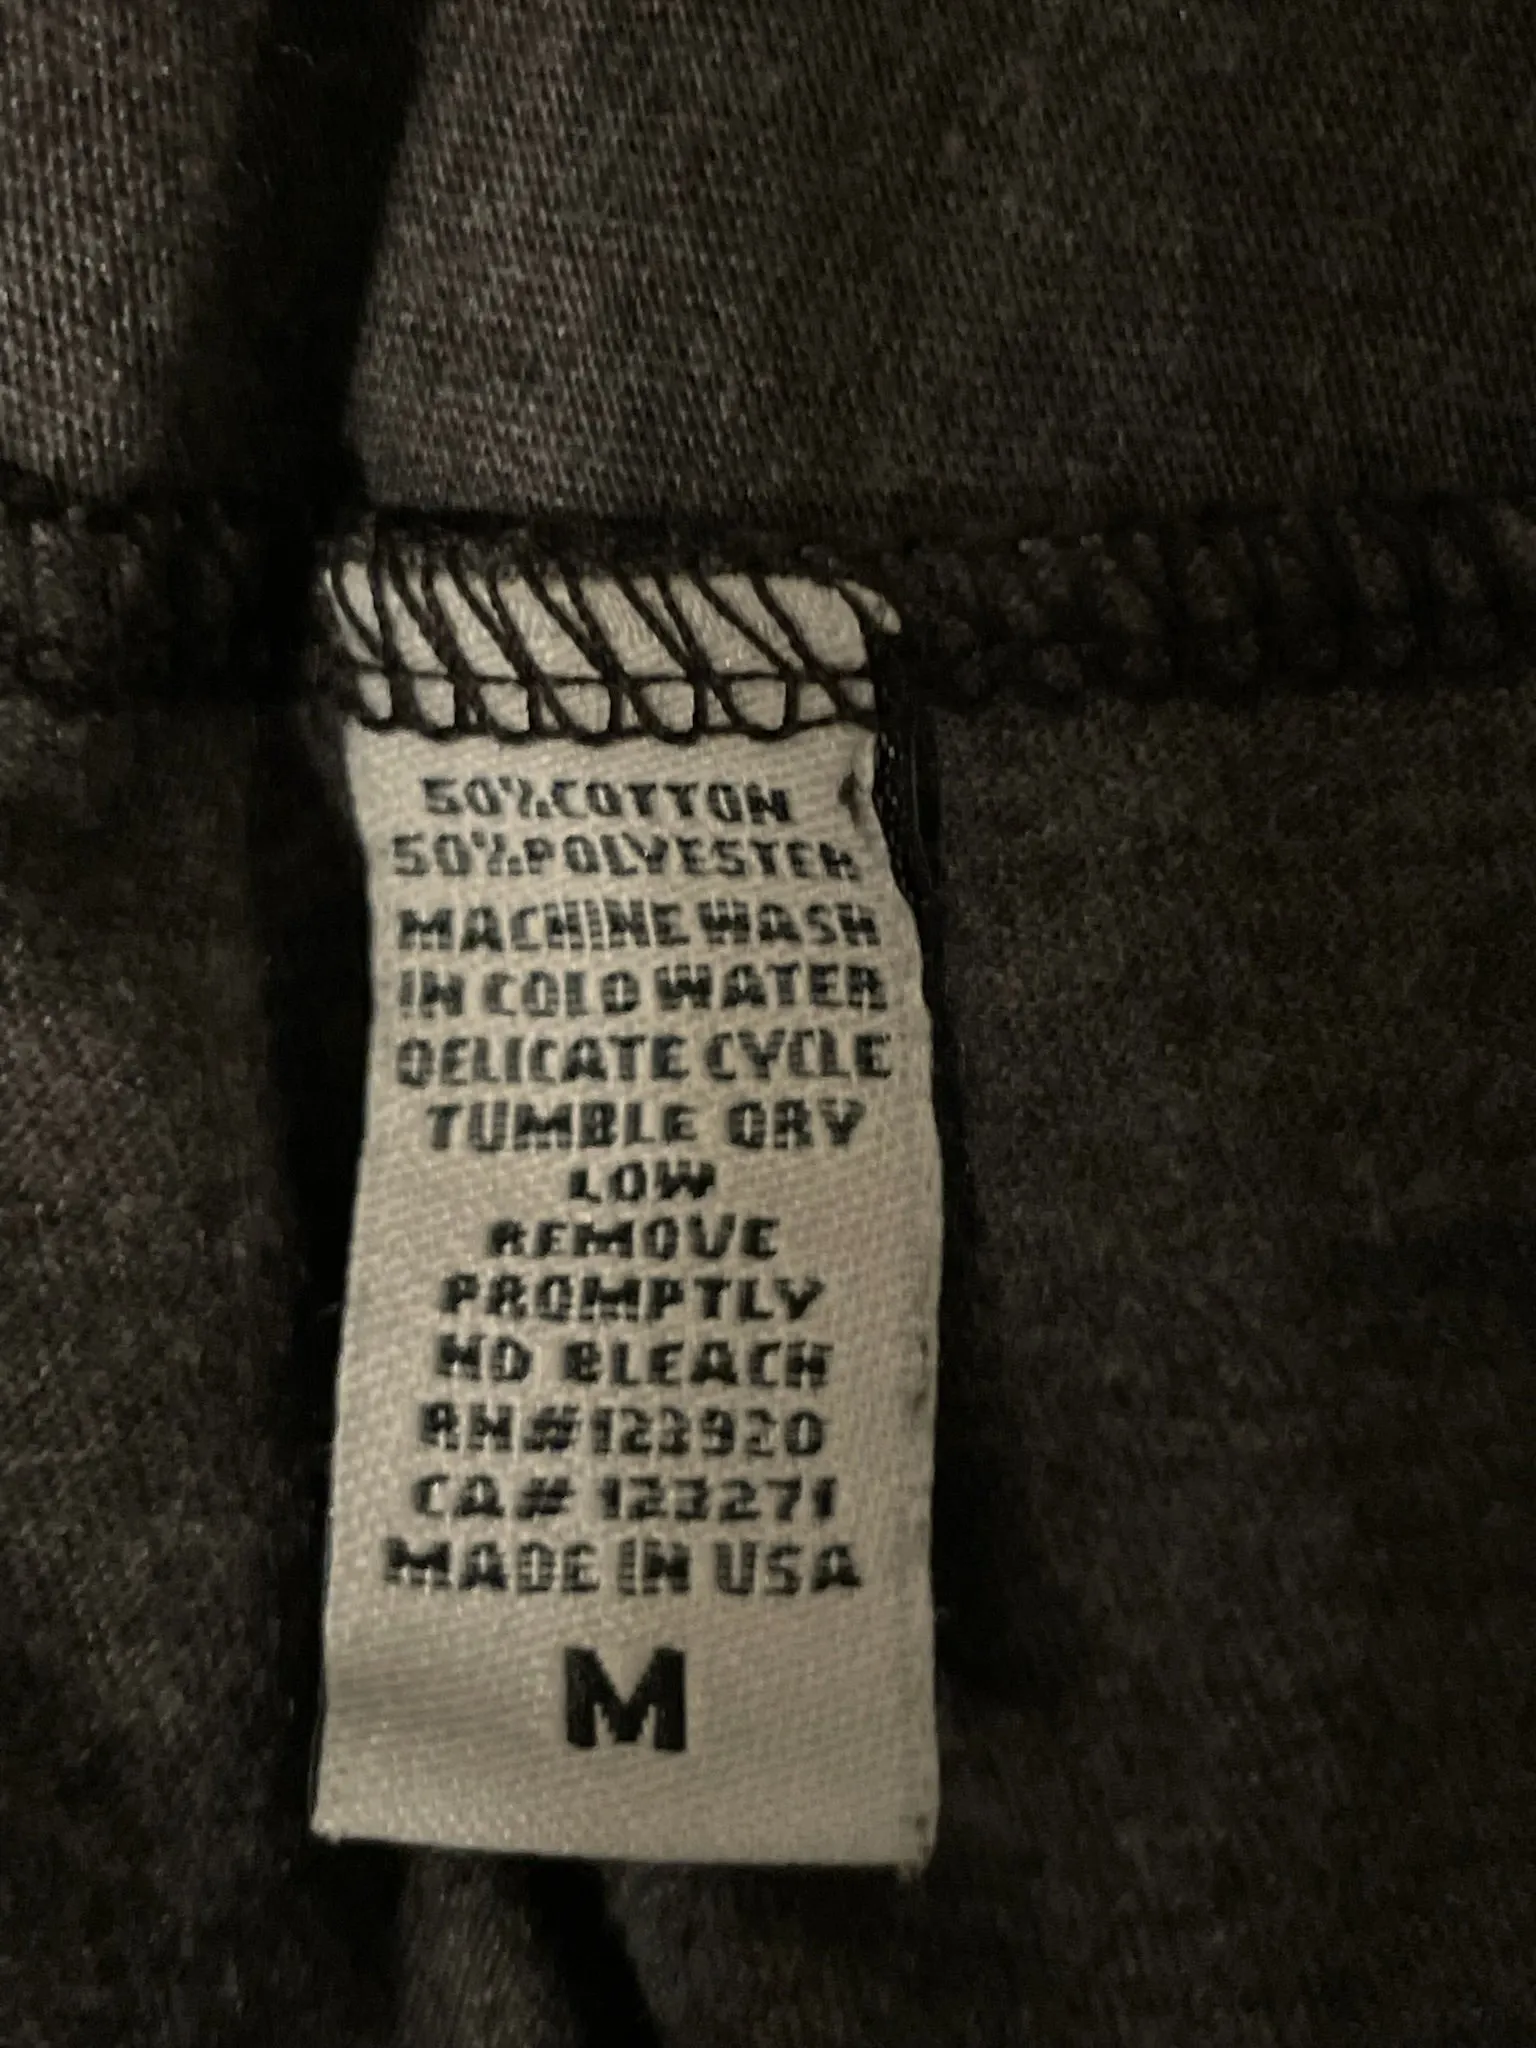 50%COTTON
50%POLYESTER
MACHINE WASH
IN COLD WATER
DELICATE CYCLE
TUMBLE DRY
LOW
REMOVE
PROMPTLY
NO BLEACH
RN#123920
CA# 123271
MADE IN USA
M